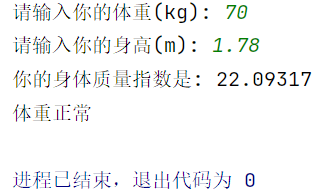 请输入你的体重(kg): 70
请输入你的身高(m): 1.78
你的身体质量指数是: 22.09317
体重正常
进程已结束，退出代码为 0